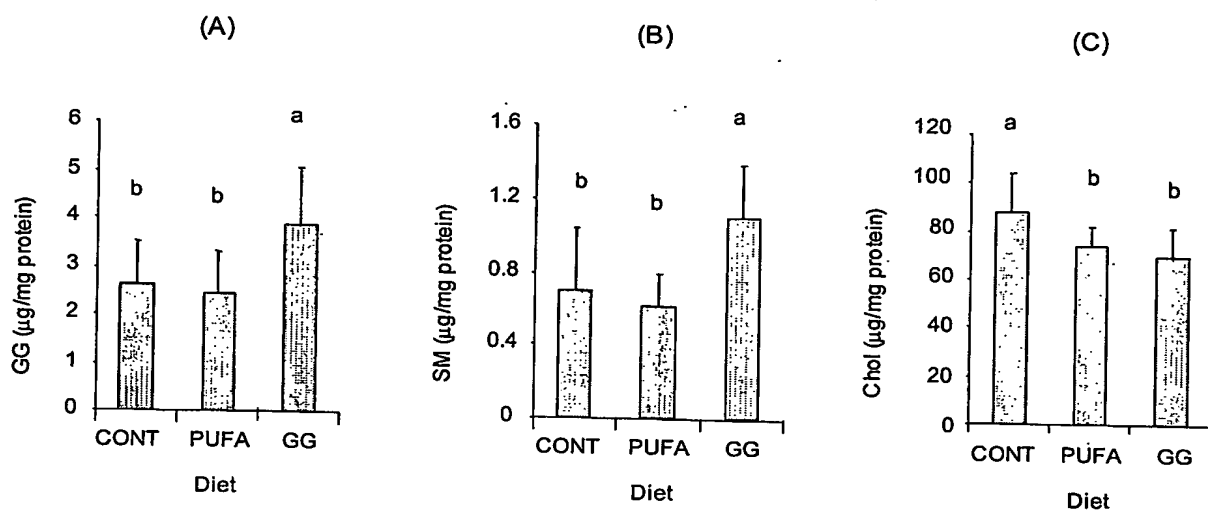 (A)
GG (µg/mg protein)
6
5
4
3
2
1
0
b
b
a
CONT PUFA GG
Diet
(B)
SM (µg/mg protein)
1.6
1.2
0.8
0.4
0
b
b
a
CONT PUFA GG
Diet
(C)
Chol (µg/mg protein)
120
100
80
60
40
20
0
a
b
b
CONT PUFA GG
Diet